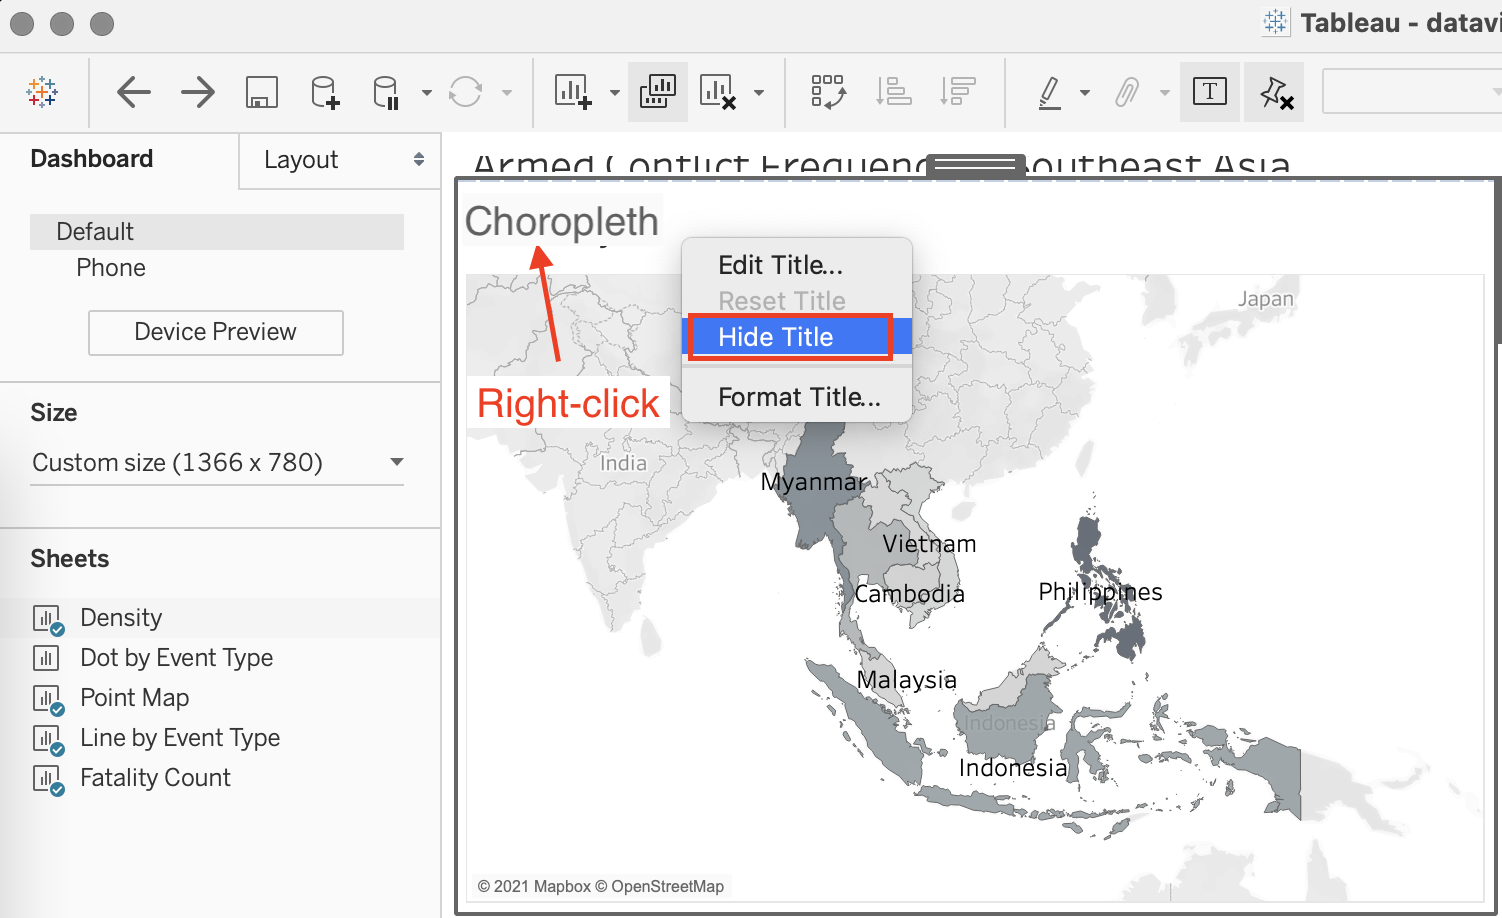 Tableau - datavi
Dashboard
Layout
Armed Conflict Frequenc outheast Asia
Default
Phone
Device Preview
Size
Custom size (1366 x 780)
Sheets
Density
Dot by Event Type
Point Map
Line by Event Type
Fatality Count
Choropleth
Edit Title...
Reset Title
Hide Title
Format Title...
Right-click
Japan
India
Myanmar
Vietnam
Cambodia
Philippines
Malaysia
Indonesia
Indonesia
© 2021 Mapbox © OpenStreetMap
T